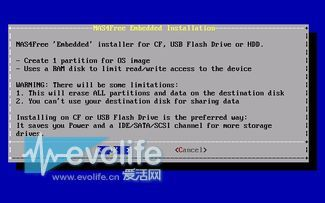 NAS4Free Embedded Installation
NAS4Free 'Embedded' installer for CF, USB Flash Drive or HDD.
- Create 1 partition for OS image
- Uses a RAM disk to limit read/write access to the device
WARNING: There will be some limitations:
1. This will erase ALL partitions and data on the destination disk
2. You can't use your destination disk for sharing data
Installing on CF or USB Flash Drive is the preferred way:
It saves you Power and a IDE/SATA/SCSI channel for more storage
drives.
<Cancel>
evolife
www.evolife.cn 爱活网